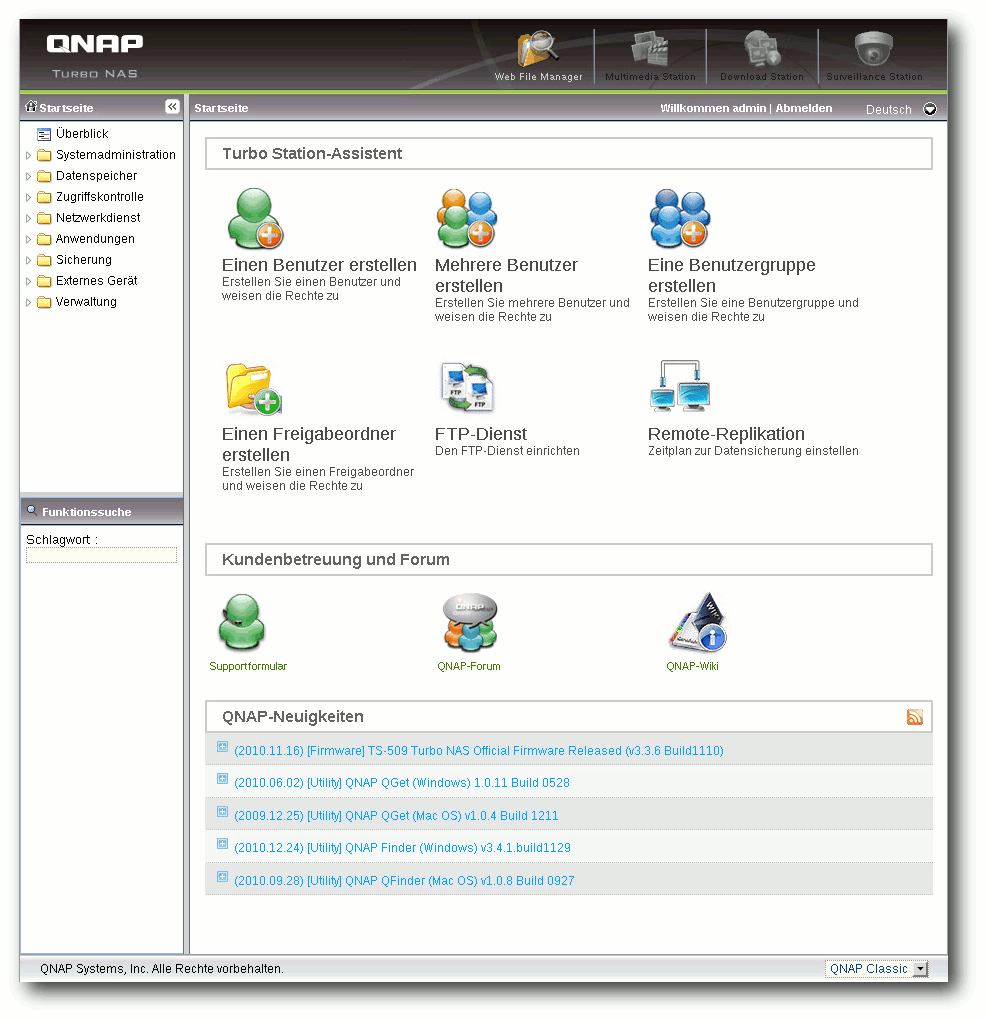 QNAP
TURBO NAS
Web File Manager
Multimedia Station
Download Station
Surveillance Station
Startseite
Startseite
Willkommen admin | Abmelden
Deutsch
Überblick
Systemadministration
Datenspeicher
Zugriffskontrolle
Netzwerkdienst
Anwendungen
Sicherung
Externes Gerät
Verwaltung
Funktionssuche
Schlagwort :
Turbo Station-Assistent
Einen Benutzer erstellen
Erstellen Sie einen Benutzer und
weisen die Rechte zu
Mehrere Benutzer
erstellen
Erstellen Sie mehrere Benutzer und
weisen die Rechte zu
Eine Benutzergruppe
erstellen
Erstellen Sie eine Benutzergruppe und
weisen die Rechte zu
Einen Freigabeordner
erstellen
Erstellen Sie einen Freigabeordner
und weisen die Rechte zu
FTP
FTP
FTP-Dienst
Den FTP-Dienst einrichten
Remote-Replikation
Zeitplan zur Datensicherung einstellen
Kundenbetreuung und Forum
Supportformular
QNAP
QNAP-Forum
WIKI
QNAP-Wiki
QNAP-Neuigkeiten
(2010.11.16) [Firmware] TS-509 Turbo NAS Official Firmware Released (v3.3.6 Build1110)
(2010.06.02) [Utility] QNAP QGet (Windows) 1.0.11 Build 0528
(2009.12.25) [Utility] QNAP QGet (Mac OS) v1.0.4 Build 1211
(2010.12.24) [Utility] QNAP Finder (Windows) v3.4.1.build1129
(2010.09.28) [Utility] QNAP QFinder (Mac OS) v1.0.8 Build 0927
QNAP Systems, Inc. Alle Rechte vorbehalten.
QNAP Classic